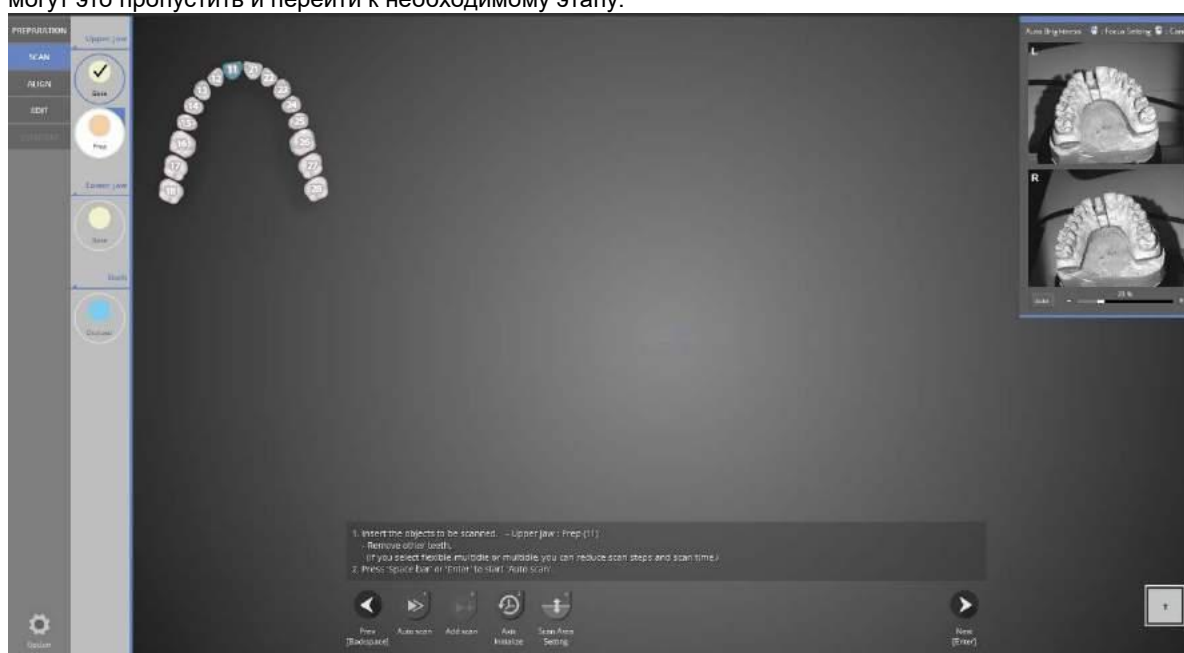 могут это пропустить и перейти к необходимому этапу.
PREPARATION
SCAN
ALIGN
EDIT
Option
Upper Jaw
Base
Prep
Lower Jaw
Base
11
12
13
14
15
16
17
18
21
22
23
24
25
26
27
28
Auto Brightness : Focus Setting
L
R
1. Insert the objects to be scanned. - Upper Jaw : Prep (11)
- Remove other teeth.
(If you select flexible multidie or multidie, you can reduce scan steps and scan time.)
2. Press 'Space bar' or 'Enter' to start 'Auto scan'.
Prev
[Backspace]
Auto scan
Add scan
Axis
Initialize
Scan Area
Setting
Next
[Enter]